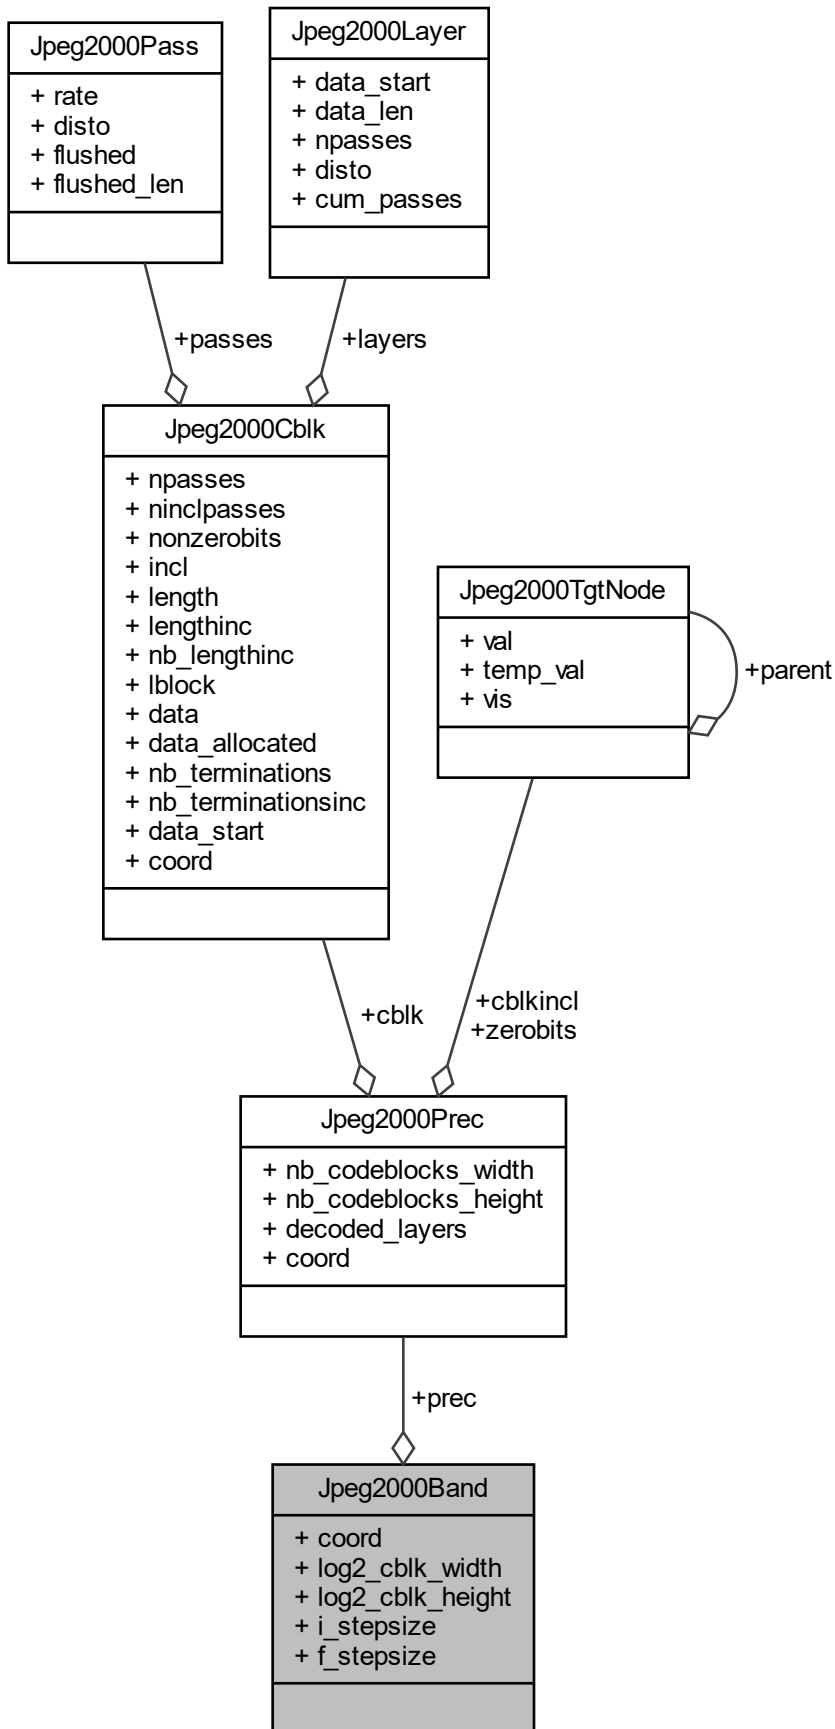 Jpeg2000Pass
+ rate
+ disto
+ flushed
+ flushed_len
Jpeg2000Layer
+ data_start
+ data_len
+ npasses
+ disto
+ cum_passes
+passes
+layers
Jpeg2000Cblk
+ npasses
+ ninclpasses
+ nonzerobits
+ incl
+ length
+ lengthinc
+ nb_lengthinc
+ lblock
+ data
+ data_allocated
+ nb_terminations
+ nb_terminationsinc
+ data_start
+ coord
Jpeg2000TgtNode
+ val
+ temp_val
+ vis
+parent
+cblk
+cblkincl
+zerobits
Jpeg2000Prec
+ nb_codeblocks_width
+ nb_codeblocks_height
+ decoded_layers
+ coord
+prec
Jpeg2000Band
+ coord
+ log2_cblk_width
+ log2_cblk_height
+ i_stepsize
+ f_stepsize